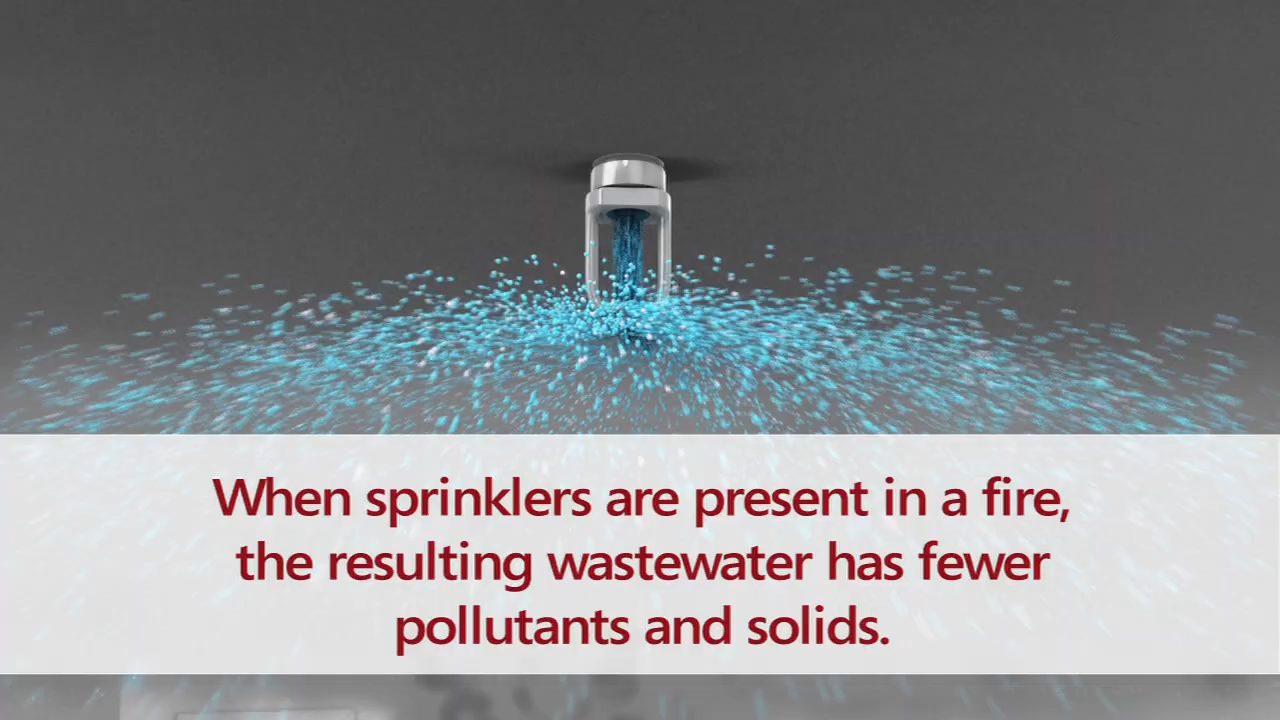 When sprinklers are present in a fire,
the resulting wastewater has fewer
pollutants and solids.